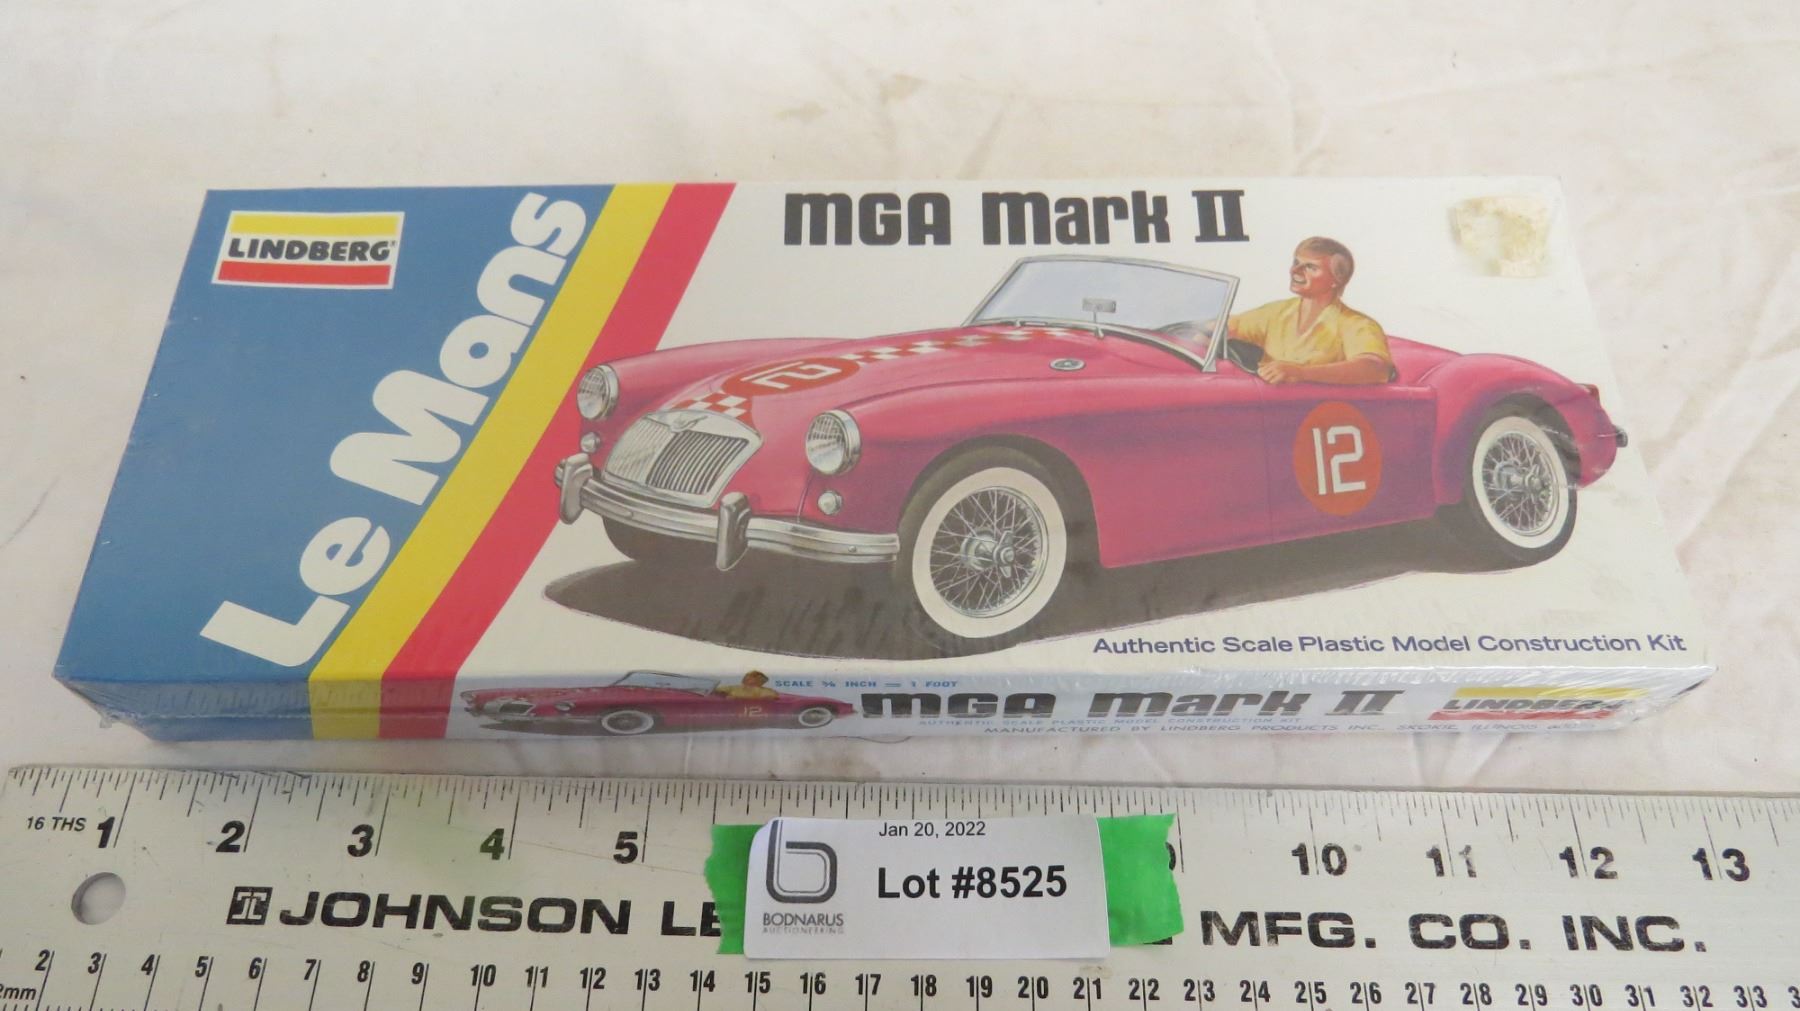 LINDBERG
Le Mans
MGA Mark II
12
12
Authentic Scale Plastic Model Construction Kit
SCALE INCH = 1 FOOT
12
MGA Mark II
LINDBERG
AUTHENTIC SCALE PLASTIC MODEL CONSTRUCTION KIT
MANUFACTURED BY LINDBERG PRODUCTS INC., SKOKIE, ILLINOIS
16 THS 1 2 3 4 5 10 11 12 13
Jan 20, 2022
Lot #8525
BODNARUS
AUCTIONEERING
JOHNSON LE MFG. CO. INC.
2mm 2 3 4 5 6 7 8 9 10 11 12 13 14 15 16 17 18 19 20 21 22 23 24 25 26 27 28 29 30 31 32 33